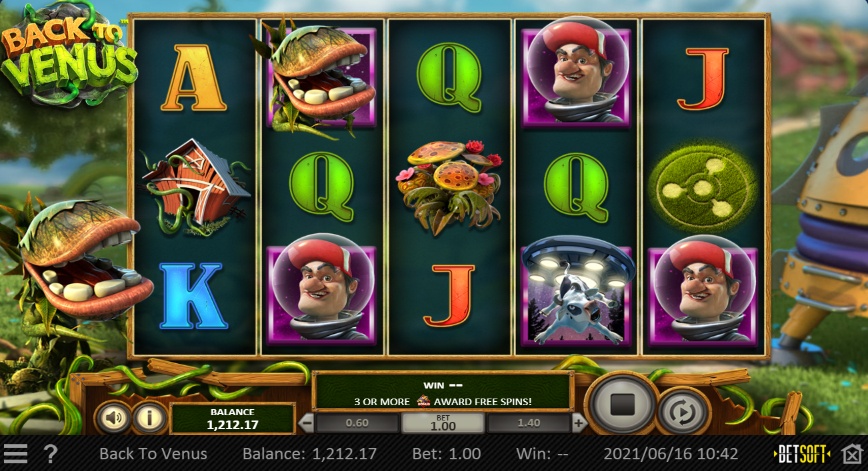 BACK TO
VENUS™
A Q J
Q Q
K J
WIN --
3 OR MORE AWARD FREE SPINS!
BALANCE
1,212.17
0.60
BET
1.00
1.40
Back To Venus Balance: 1,212.17 Bet: 1.00 Win: -- 2021/06/16 10:42 BETSOFT